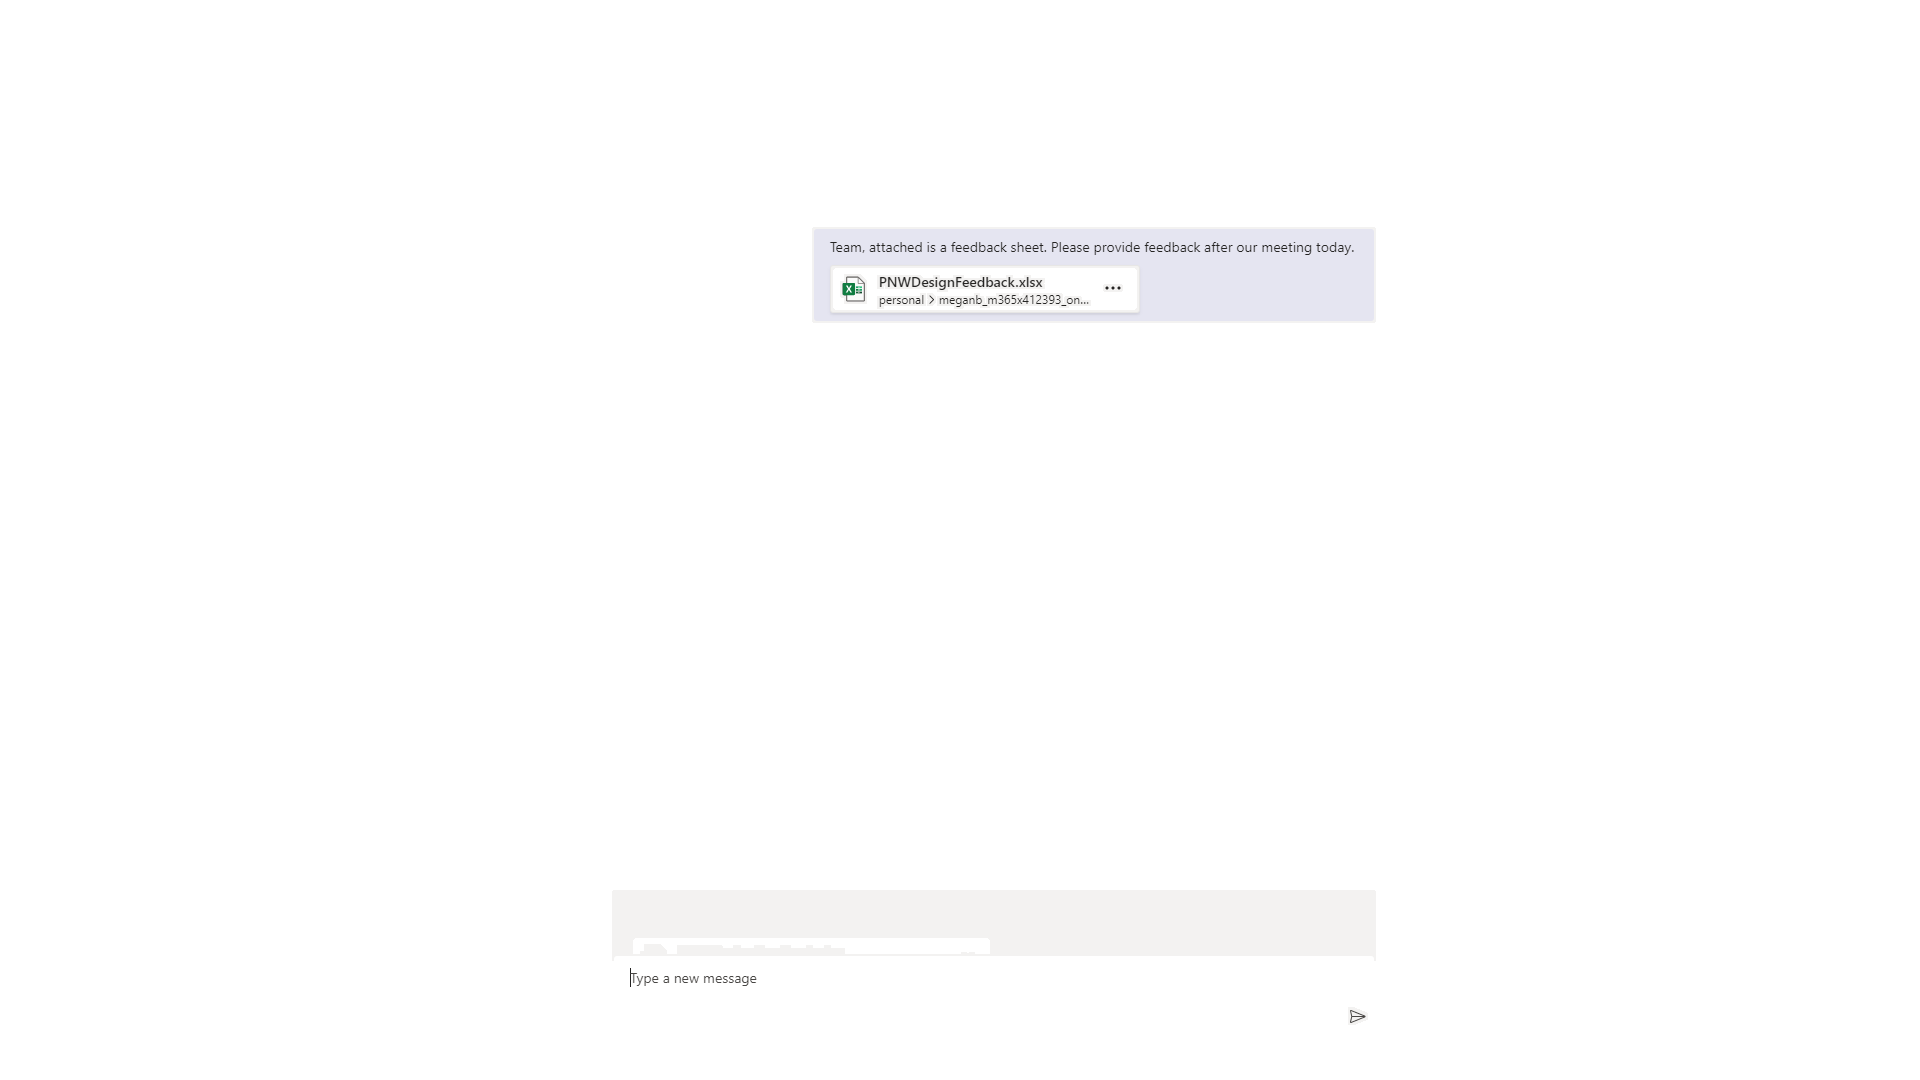 Team, attached is a feedback sheet. Please provide feedback after our meeting today.
PNWDesignFeedback.xlsx
personal > meganb_m365x412393_on...
Type a new message